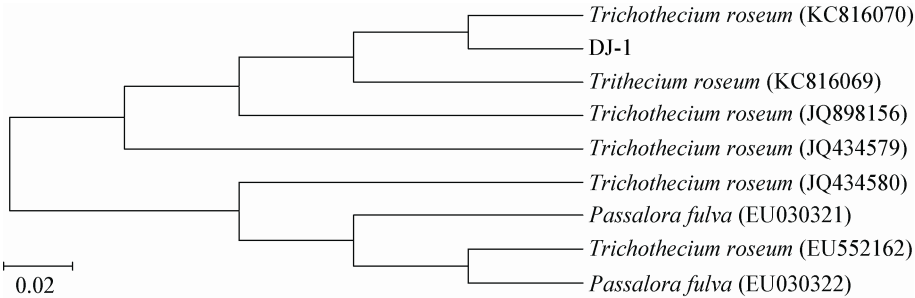 Trichothecium roseum (KC816070)
DJ-1
Trithecium roseum (KC816069)
Trichothecium roseum (JQ898156)
Trichothecium roseum (JQ434579)
Trichothecium roseum (JQ434580)
Passalora fulva (EU030321)
Trichothecium roseum (EU552162)
Passalora fulva (EU030322)
0.02